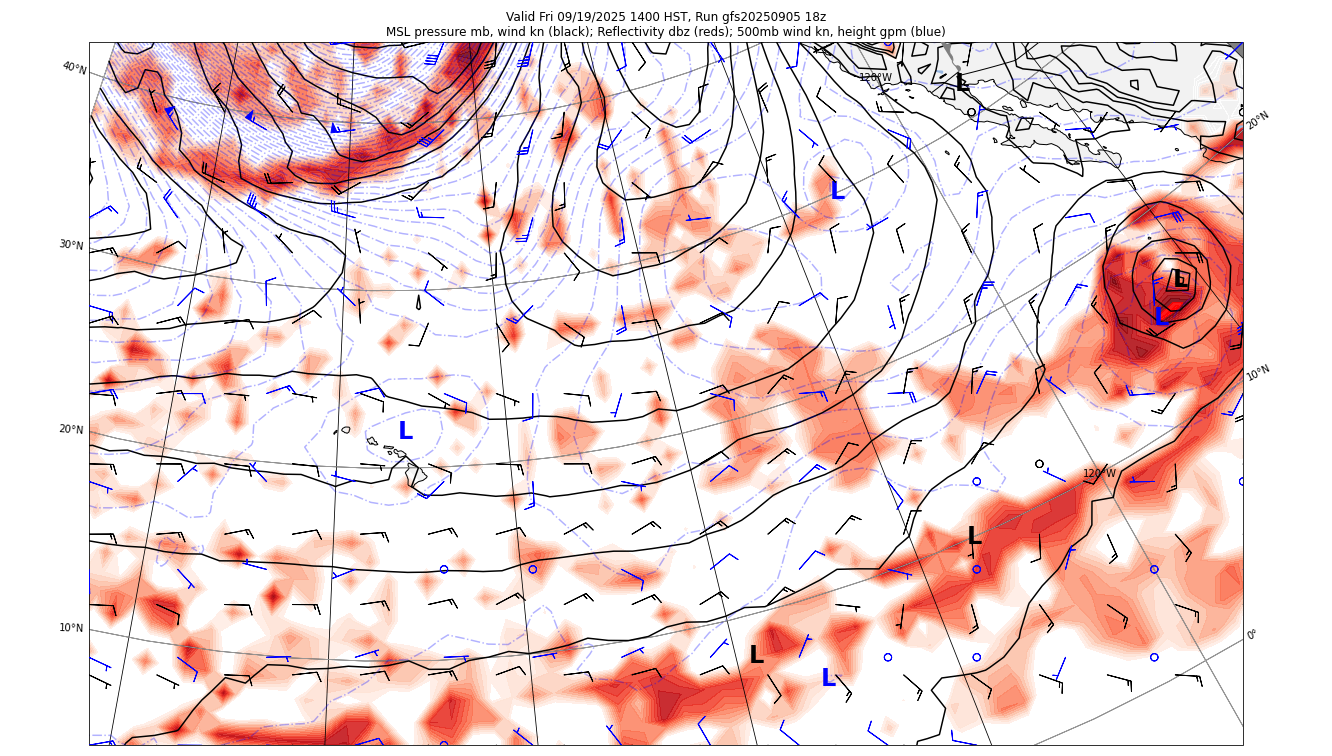 Valid Fri 09/19/2025 1400 HST, Run gfs20250905 18z
MSL pressure mb, wind kn (black); Reflectivity dbz (reds); 500mb wind kn, height gpm (blue)
40°N
120°W
L
20°N
L
30°N
L
L
10°N
20°N
L
120°W
L
10°N
0°
L
L